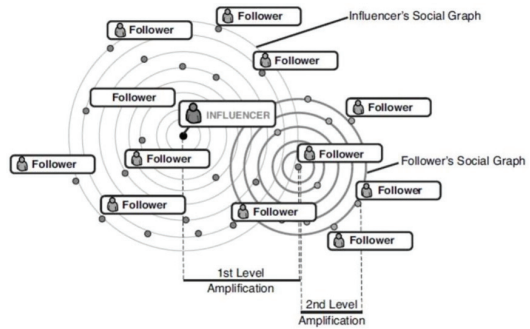 Follower
Influencer's Social Graph
Follower
Follower
Follower
INFLUENCER
Follower
Follower
Follower
Follower
Follower's Social Graph
Follower
Follower
Follower
Follower
Follower
1st Level
Amplification
2nd Level
Amplification